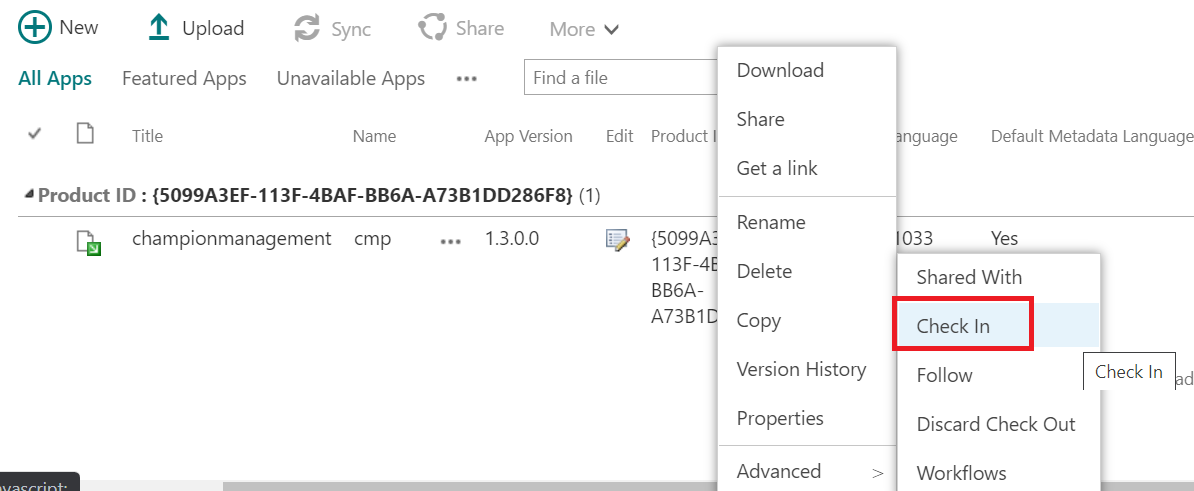 New Upload Sync Share More
All Apps Featured Apps Unavailable Apps ... Find a file
Title Name App Version Edit Product I anguage Default Metadata Language
Product ID : {5099A3EF-113F-4BAF-BB6A-A73B1DD286F8} (1)
championmanagement cmp ... 1.3.0.0 {5099A3 1033 Yes
113F-4B
BB6A-
A73B1D
Download
Share
Get a link
Rename
Delete
Copy
Version History
Properties
Advanced >
Shared With
Check In
Follow
Discard Check Out
Workflows
Check In
ad
avascript: